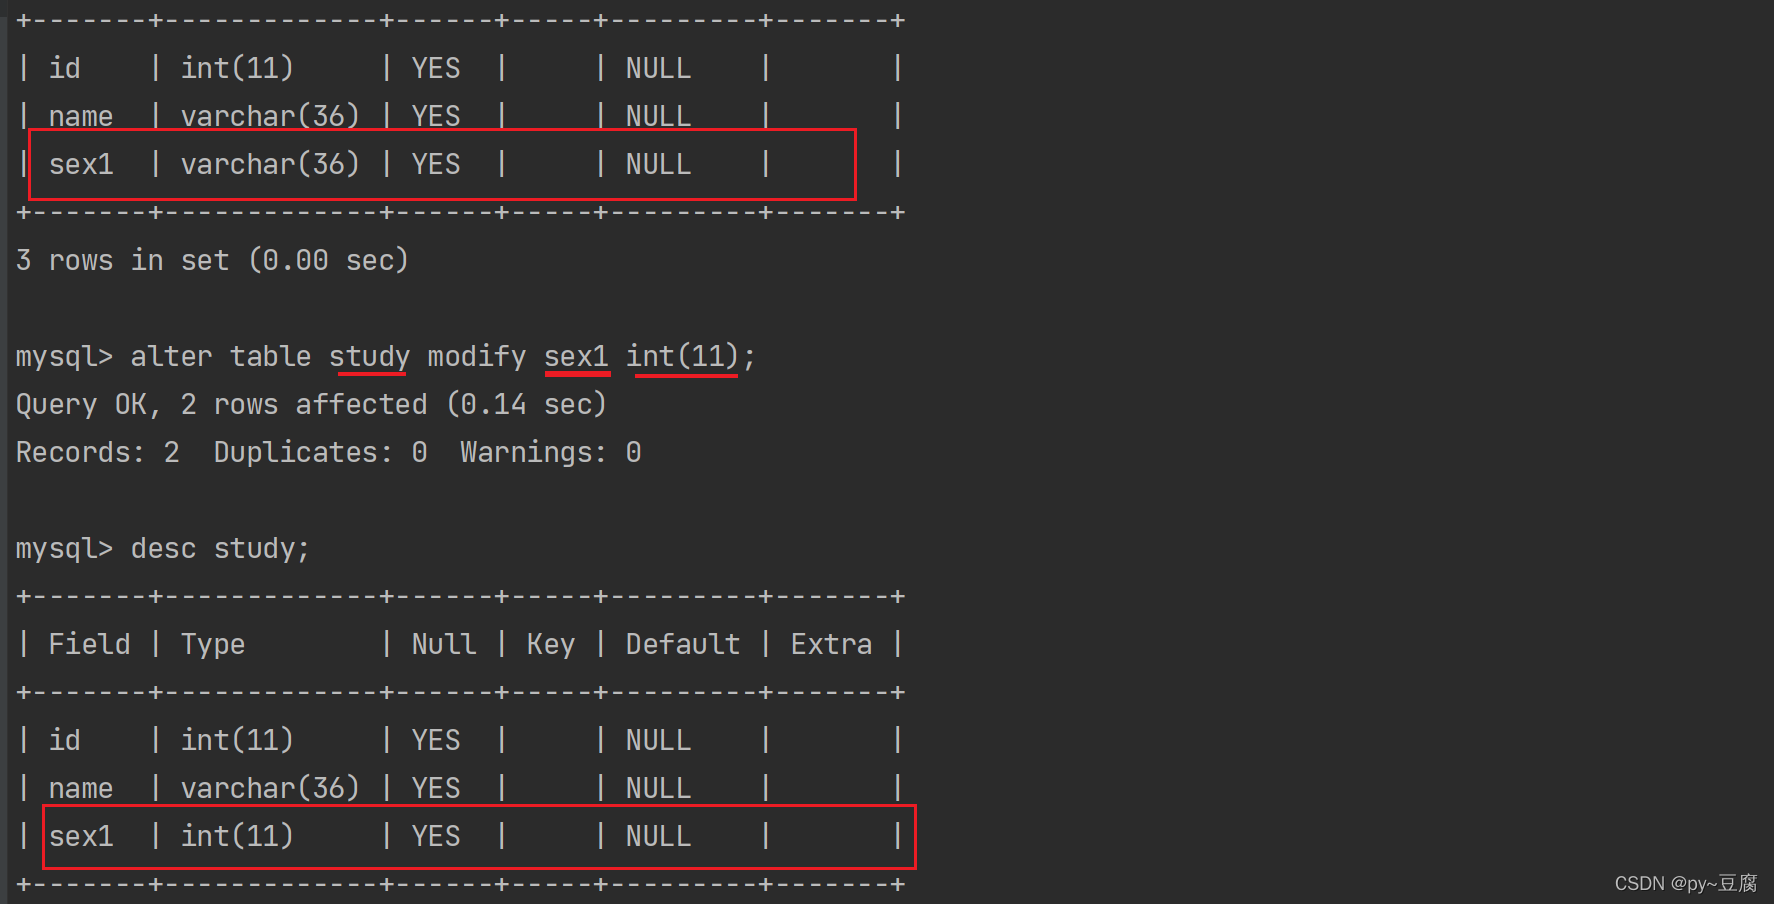 +-------+-------------+------+-----+---------+-------+
| id    | int(11)     | YES  |     | NULL    |       |
| name  | varchar(36) | YES  |     | NULL    |       |
| sex1  | varchar(36) | YES  |     | NULL    |       |
+-------+-------------+------+-----+---------+-------+
3 rows in set (0.00 sec)
mysql> alter table study modify sex1 int(11);
Query OK, 2 rows affected (0.14 sec)
Records: 2  Duplicates: 0  Warnings: 0
mysql> desc study;
+-------+-------------+------+-----+---------+-------+
| Field | Type        | Null | Key | Default | Extra |
+-------+-------------+------+-----+---------+-------+
| id    | int(11)     | YES  |     | NULL    |       |
| name  | varchar(36) | YES  |     | NULL    |       |
| sex1  | int(11)     | YES  |     | NULL    |       |
+-------+-------------+------+-----+---------+-------+
CSDN @py~豆腐